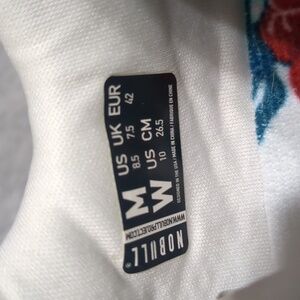 M US UK EUR
8.5 7.5 42
W US CM
10 26.5
DESIGNED IN THE USA / MADE IN CHINA / FABRIQUÉ EN CHINE
WWW.NOBULLPROJECT.COM
NOBULL®